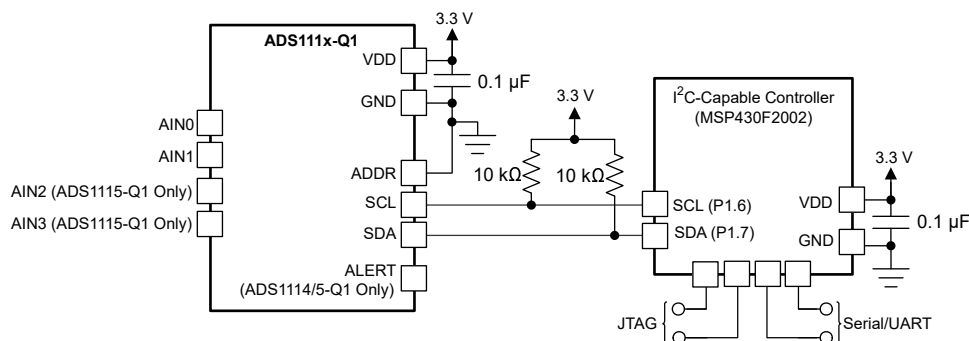 3.3 V
ADS111x-Q1
VDD
0.1 µF
GND
3.3 V
I²C-Capable Controller
(MSP430F2002)
AIN0
AIN1
3.3 V
ADDR
10 kΩ
10 kΩ
AIN2 (ADS1115-Q1 Only)
SCL
SCL (P1.6)
VDD
AIN3 (ADS1115-Q1 Only)
0.1 µF
SDA
SDA (P1.7)
GND
ALERT
(ADS1114/5-Q1 Only)
JTAG
Serial/UART